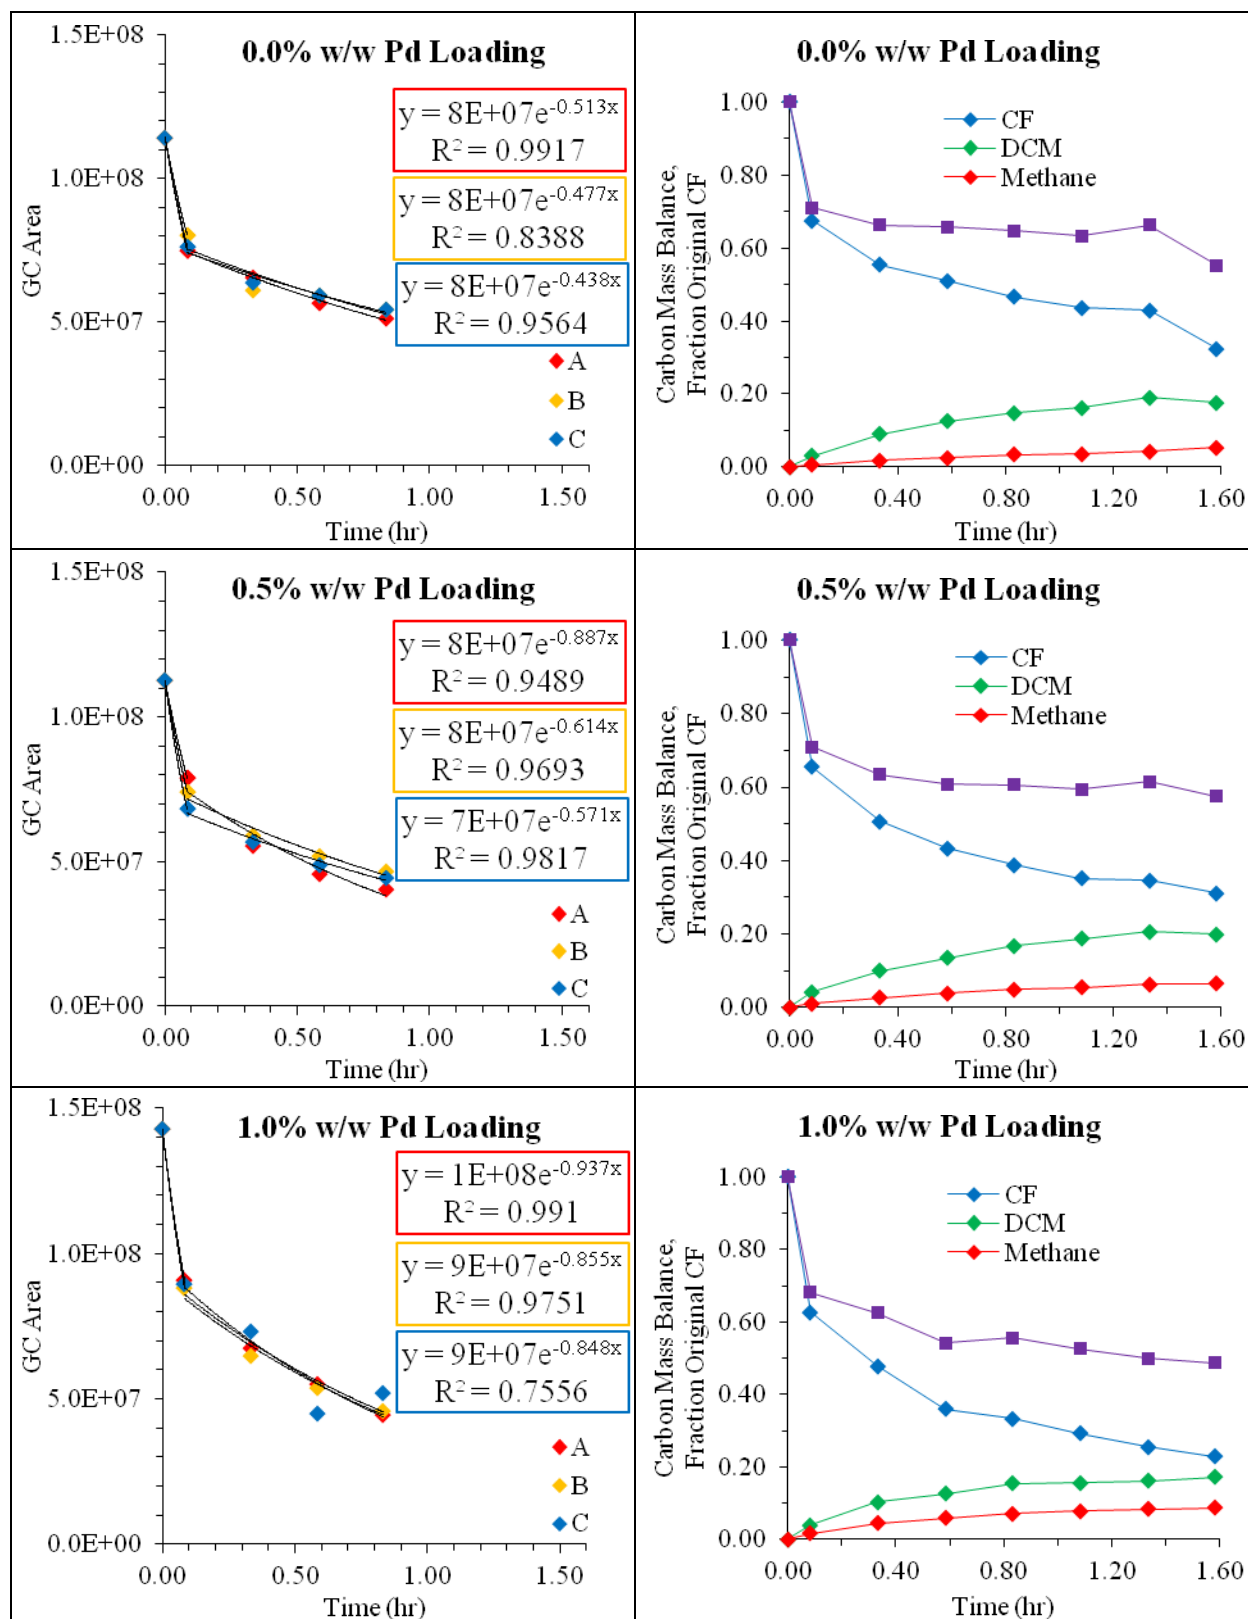 0.0% w/w Pd Loading
1.5E+08
1.0E+08
5.0E+07
0.0E+00
GC Area
y = 8E+07e^-0.513x
R² = 0.9917
y = 8E+07e^-0.477x
R² = 0.8388
y = 8E+07e^-0.438x
R² = 0.9564
A
B
C
0.00 0.50 1.00 1.50
Time (hr)
0.0% w/w Pd Loading
1.00
0.80
0.60
0.40
0.20
0.00
Carbon Mass Balance,
Fraction Original CF
CF
DCM
Methane
0.00 0.40 0.80 1.20 1.60
Time (hr)
0.5% w/w Pd Loading
1.5E+08
1.0E+08
5.0E+07
0.0E+00
GC Area
y = 8E+07e^-0.887x
R² = 0.9489
y = 8E+07e^-0.614x
R² = 0.9693
y = 7E+07e^-0.571x
R² = 0.9817
A
B
C
0.00 0.50 1.00 1.50
Time (hr)
0.5% w/w Pd Loading
1.00
0.80
0.60
0.40
0.20
0.00
Carbon Mass Balance,
Fraction Original CF
CF
DCM
Methane
0.00 0.40 0.80 1.20 1.60
Time (hr)
1.0% w/w Pd Loading
1.5E+08
1.0E+08
5.0E+07
0.0E+00
GC Area
y = 1E+08e^-0.937x
R² = 0.991
y = 9E+07e^-0.855x
R² = 0.9751
y = 9E+07e^-0.848x
R² = 0.7556
A
B
C
0.00 0.50 1.00 1.50
Time (hr)
1.0% w/w Pd Loading
1.00
0.80
0.60
0.40
0.20
0.00
Carbon Mass Balance,
Fraction Original CF
CF
DCM
Methane
0.00 0.40 0.80 1.20 1.60
Time (hr)